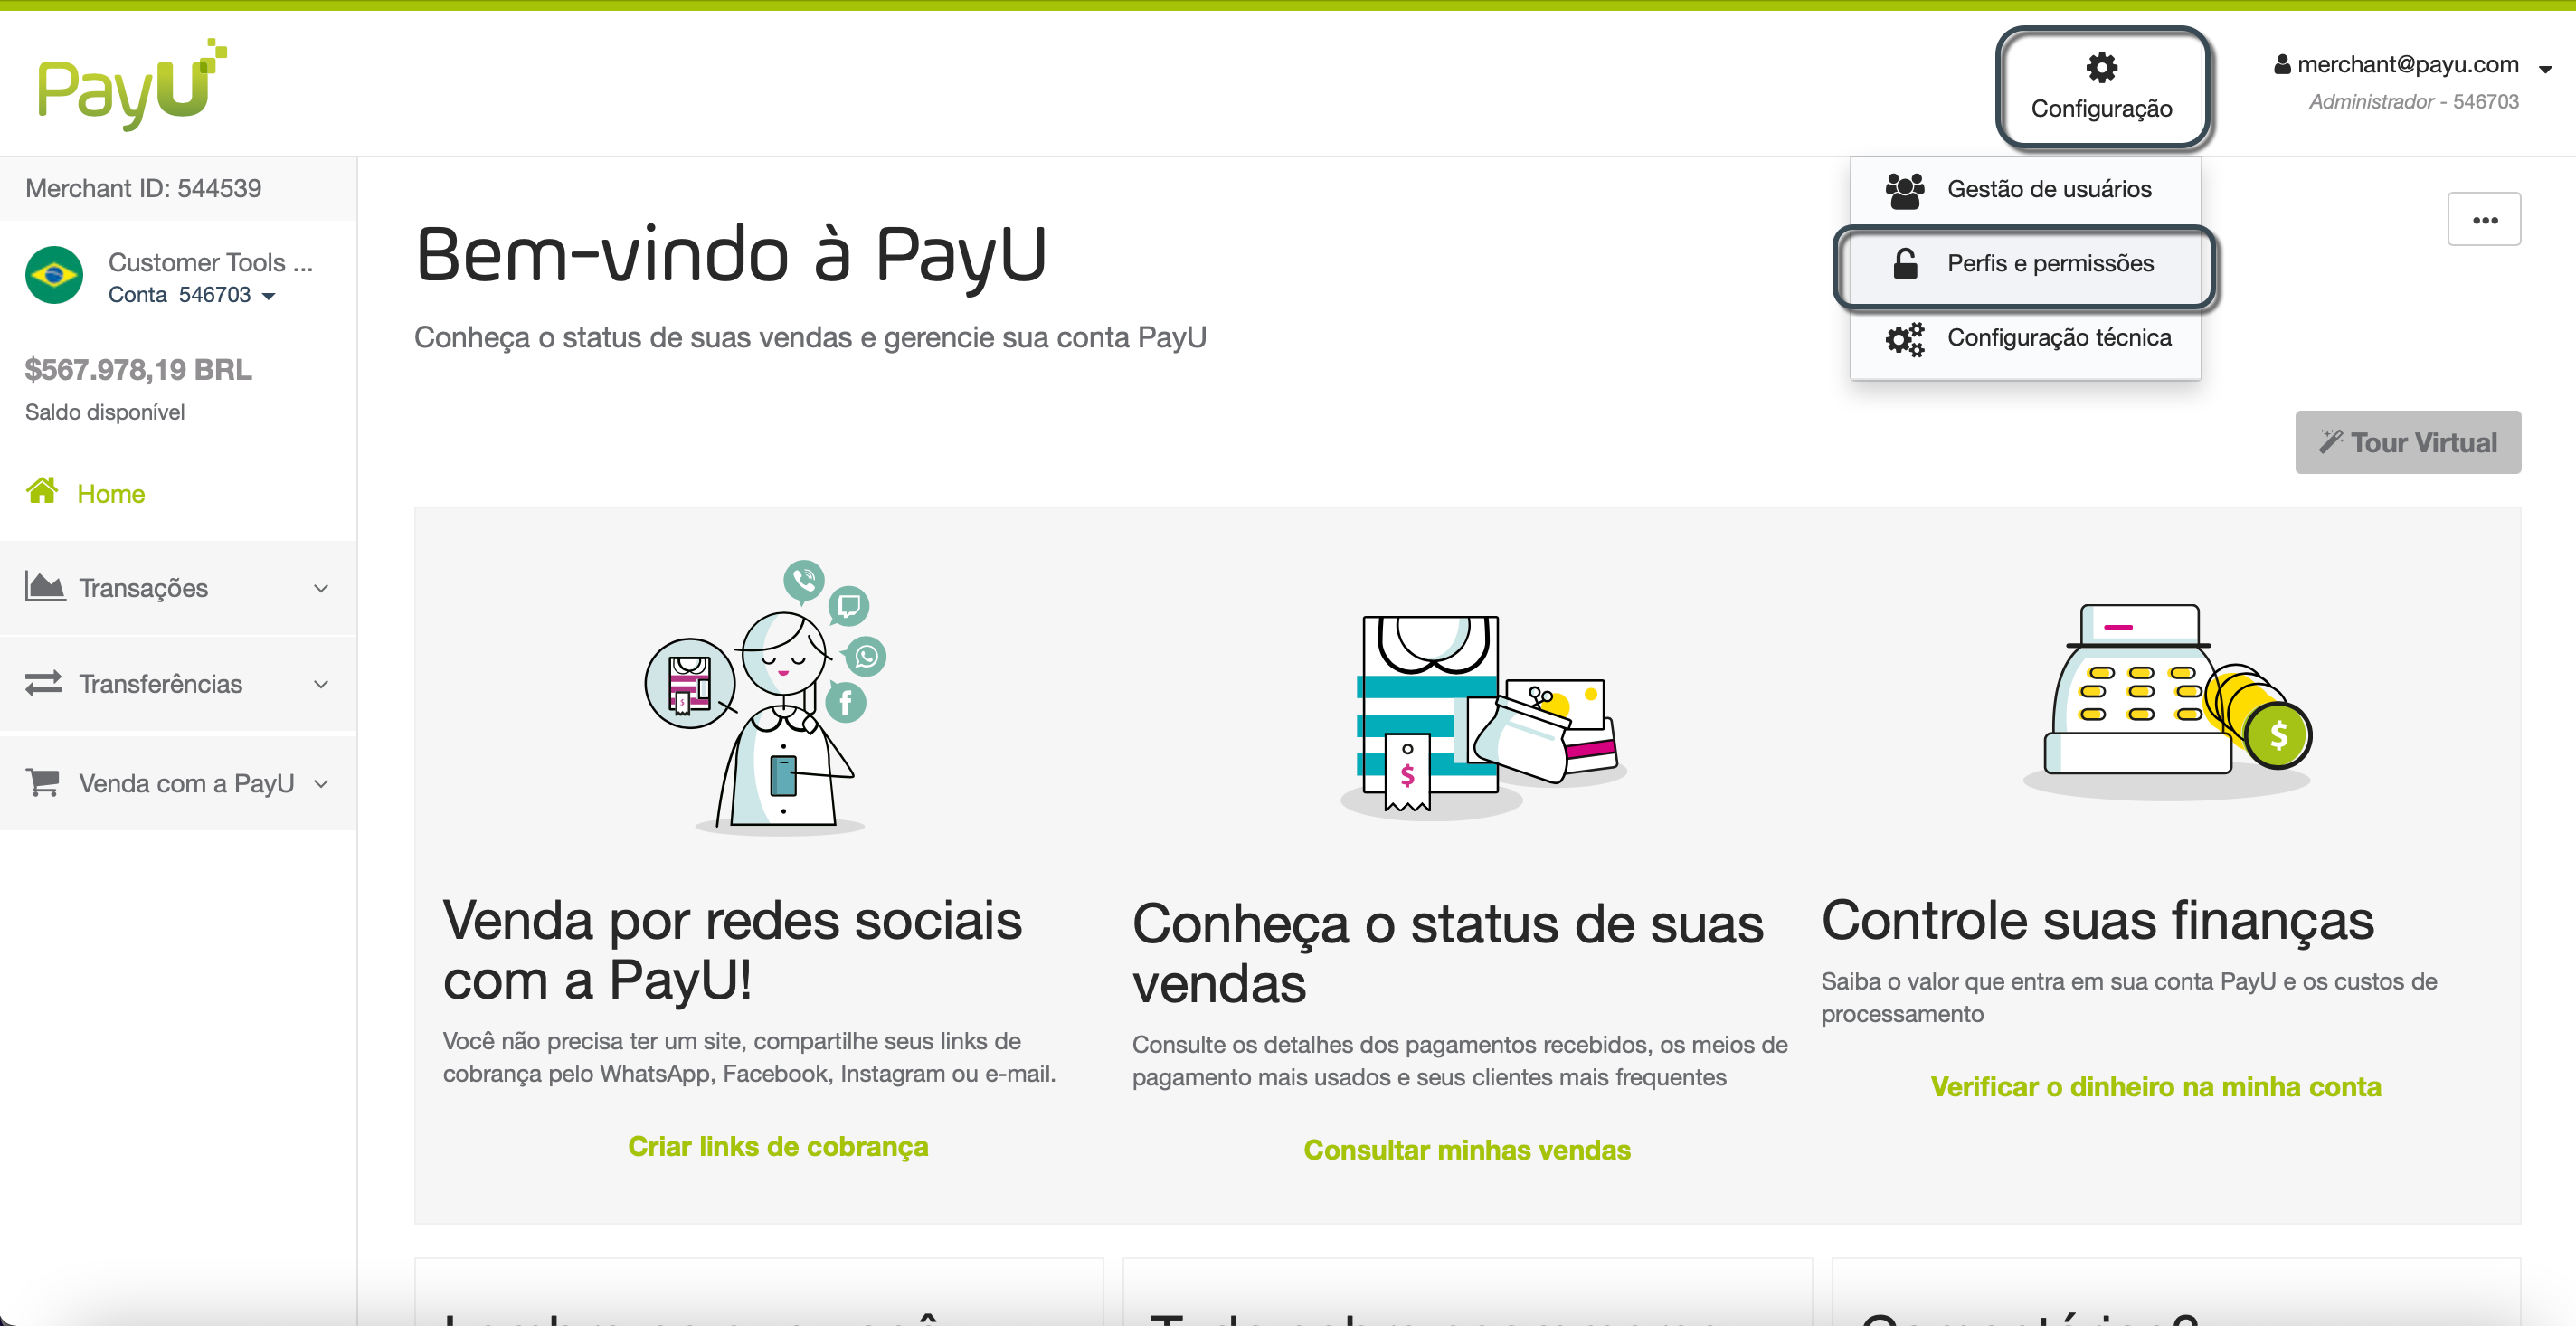 PayU
Configuração
merchant@payu.com
Administrador - 546703
Merchant ID: 544539
Customer Tools ...
Conta 546703
$567.978,19 BRL
Saldo disponível
Home
Transações
Transferências
Venda com a PayU
Gestão de usuários
Perfis e permissões
Configuração técnica
Bem-vindo à PayU
Conheça o status de suas vendas e gerencie sua conta PayU
Tour Virtual
Venda por redes sociais
com a PayU!
Você não precisa ter um site, compartilhe seus links de
cobrança pelo WhatsApp, Facebook, Instagram ou e-mail.
Criar links de cobrança
Conheça o status de suas
vendas
Consulte os detalhes dos pagamentos recebidos, os meios de
pagamento mais usados e seus clientes mais frequentes
Consultar minhas vendas
Controle suas finanças
Saiba o valor que entra em sua conta PayU e os custos de
processamento
Verificar o dinheiro na minha conta